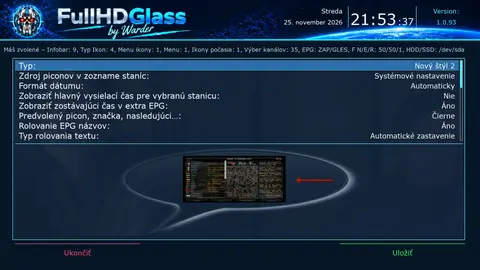 FullHDGlass
by Warder
Streda
25. november 2026
21:53:37
Version:
1.0.93
Máš zvolené – Infobar: 9, Typ Ikon: 4, Menu ikony: 1, Menu: 1, Ikony počasia: 1, Výber kanálov: 35, EPG: ZAP/GLES, F N/E/R: 50/50/1, HDD/SSD: /dev/sda
Typ: Nový štýl 2
Zdroj piconov v zozname staníc: Systémové nastavenie
Formát dátumu: Automaticky
Zobraziť hlavný vysielací čas pre vybranú stanicu: Nie
Zobraziť zostávajúci čas v extra EPG: Áno
Predvolený picon, značka, nasledujúci...: Čierne
Rolovanie EPG názvov: Áno
Typ rolovania textu: Automatické zastavenie
Ukončiť
Uložiť